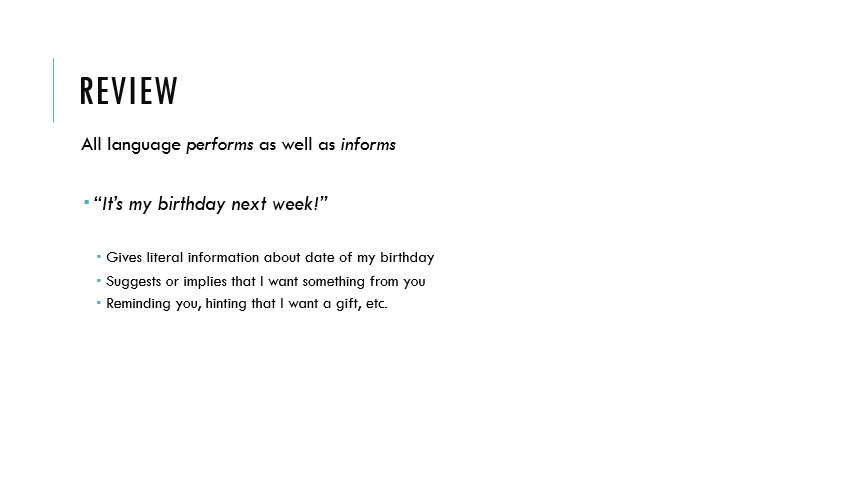 REVIEW
All language performs as well as informs
▪ “It’s my birthday next week!”
▪ Gives literal information about date of my birthday
▪ Suggests or implies that I want something from you
▪ Reminding you, hinting that I want a gift, etc.